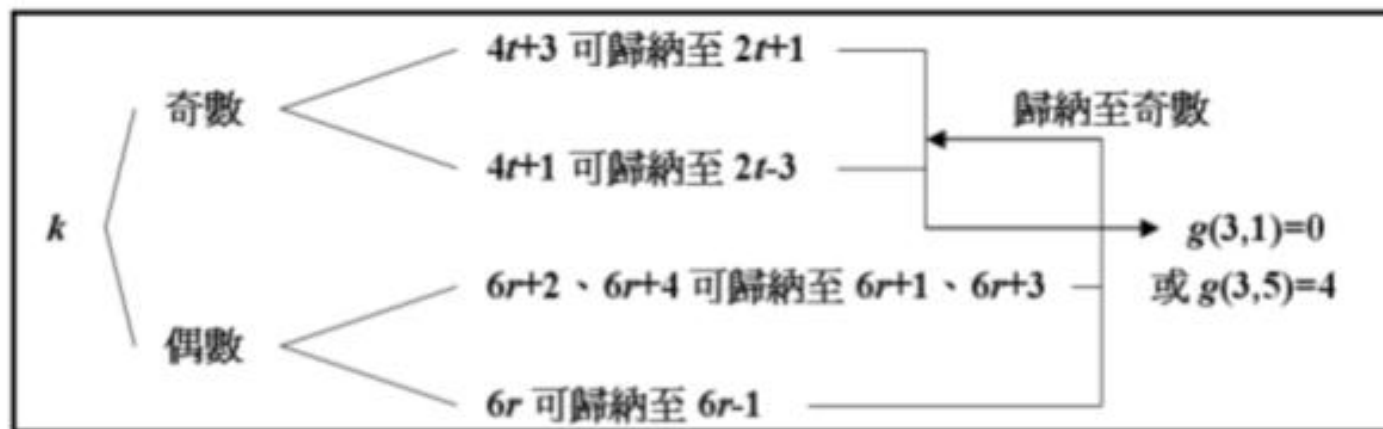 4t+3 可歸納至 2t+1
奇數
歸納至奇數
4t+1 可歸納至 2t-3
k
g(3,1)=0
6r+2、6r+4 可歸納至 6r+1、6r+3
或 g(3,5)=4
偶數
6r 可歸納至 6r-1